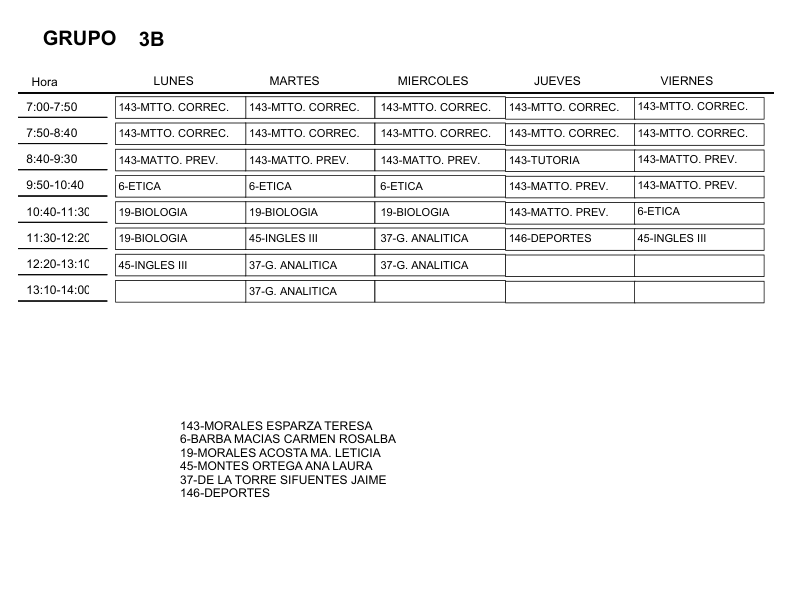 GRUPO 3B
Hora LUNES MARTES MIERCOLES JUEVES VIERNES
7:00-7:50 143-MTTO. CORREC. 143-MTTO. CORREC. 143-MTTO. CORREC. 143-MTTO. CORREC. 143-MTTO. CORREC.
7:50-8:40 143-MTTO. CORREC. 143-MTTO. CORREC. 143-MTTO. CORREC. 143-MTTO. CORREC. 143-MTTO. CORREC.
8:40-9:30 143-MATTO. PREV. 143-MATTO. PREV. 143-MATTO. PREV. 143-TUTORIA 143-MATTO. PREV.
9:50-10:40 6-ETICA 6-ETICA 6-ETICA 143-MATTO. PREV. 143-MATTO. PREV.
10:40-11:30 19-BIOLOGIA 19-BIOLOGIA 19-BIOLOGIA 143-MATTO. PREV. 6-ETICA
11:30-12:20 19-BIOLOGIA 45-INGLES III 37-G. ANALITICA 146-DEPORTES 45-INGLES III
12:20-13:10 45-INGLES III 37-G. ANALITICA 37-G. ANALITICA
13:10-14:00 37-G. ANALITICA
143-MORALES ESPARZA TERESA
6-BARBA MACIAS CARMEN ROSALBA
19-MORALES ACOSTA MA. LETICIA
45-MONTES ORTEGA ANA LAURA
37-DE LA TORRE SIFUENTES JAIME
146-DEPORTES